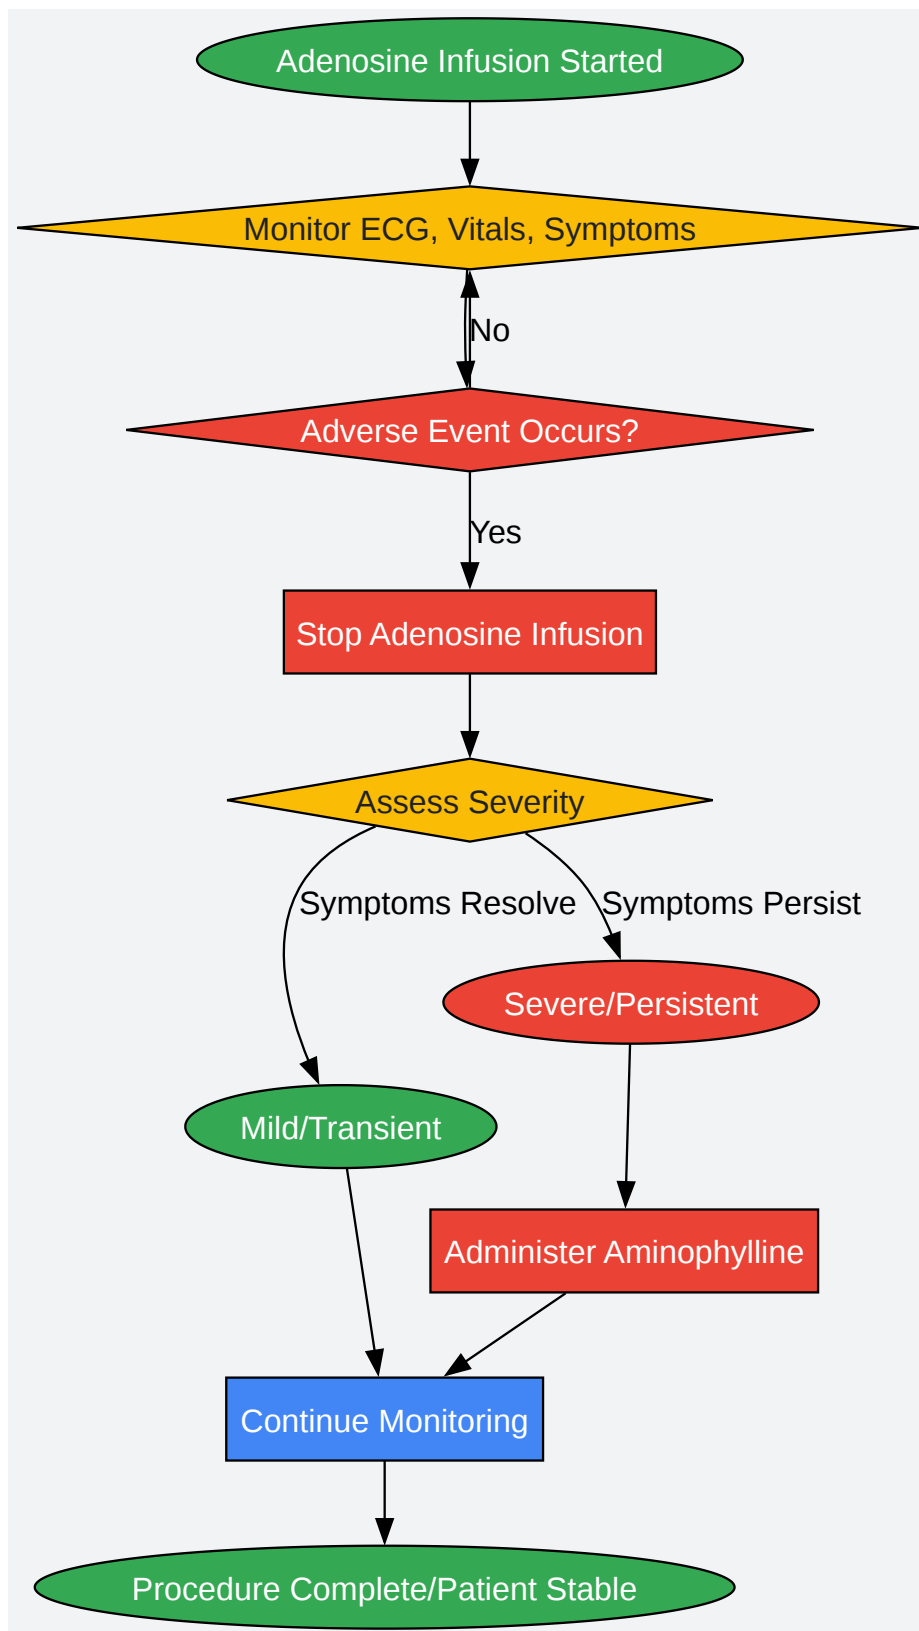 Adenosine Infusion Started
Monitor ECG, Vitals, Symptoms
No
Adverse Event Occurs?
Yes
Stop Adenosine Infusion
Assess Severity
Symptoms Resolve
Symptoms Persist
Severe/Persistent
Mild/Transient
Administer Aminophylline
Continue Monitoring
Procedure Complete/Patient Stable